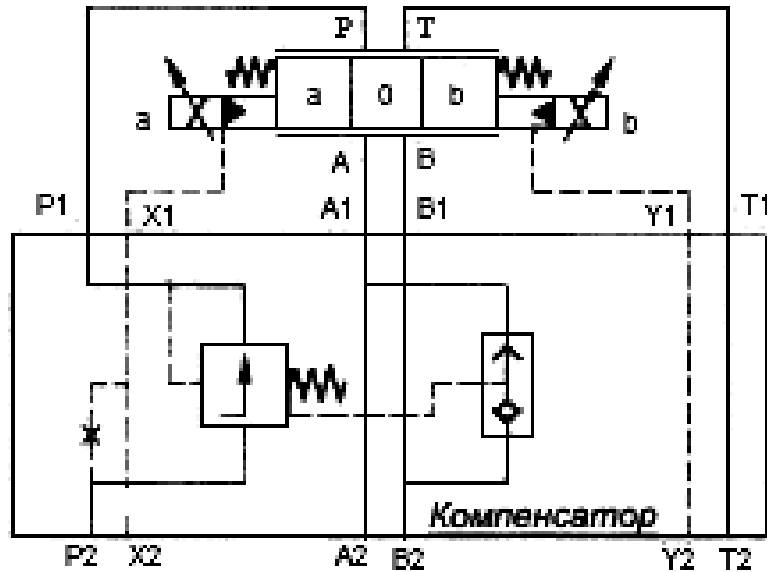 P T
a 0 b
a b
A B
P1 X1 A1 B1 Y1 T1
Компенсатор
P2 X2 A2 B2 Y2 T2